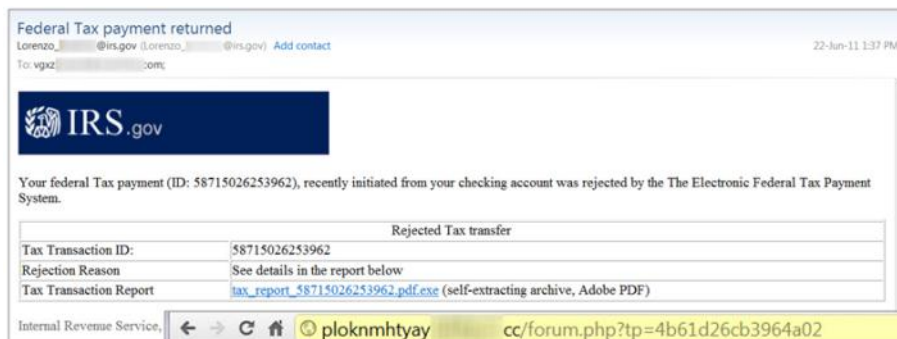 Federal Tax payment returned
Lorenzo_ @irs.gov (Lorenzo_ @irs.gov) Add contact
22-Jun-11 1:37 PM
To: vgxz com;
IRS.gov
Your federal Tax payment (ID: 58715026253962), recently initiated from your checking account was rejected by the The Electronic Federal Tax Payment
System.
Rejected Tax transfer
Tax Transaction ID: 58715026253962
Rejection Reason See details in the report below
Tax Transaction Report tax_report_58715026253962.pdf.exe (self-extracting archive, Adobe PDF)
Internal Revenue Service,
ploknmhtyay cc/forum.php?tp=4b61d26cb3964a02